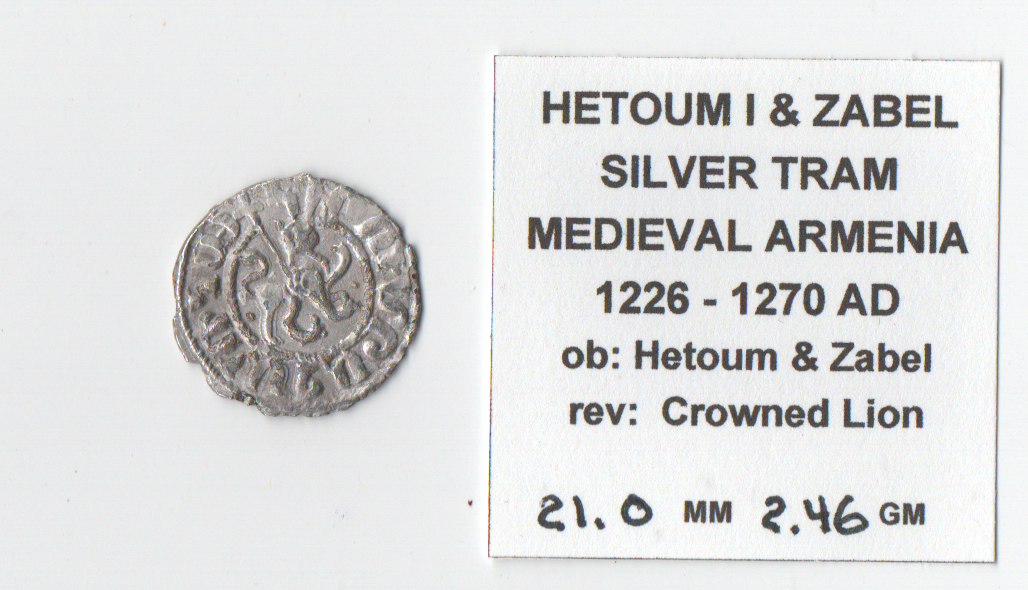 HETOUM I & ZABEL
SILVER TRAM
MEDIEVAL ARMENIA
1226 - 1270 AD
ob: Hetoum & Zabel
rev: Crowned Lion
21.0 MM 2.46 GM